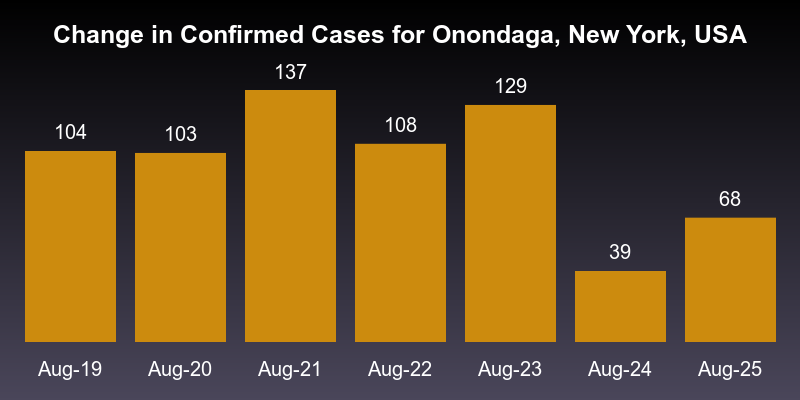 Change in Confirmed Cases for Onondaga, New York, USA
104 103 137 108 129 39 68
Aug-19 Aug-20 Aug-21 Aug-22 Aug-23 Aug-24 Aug-25